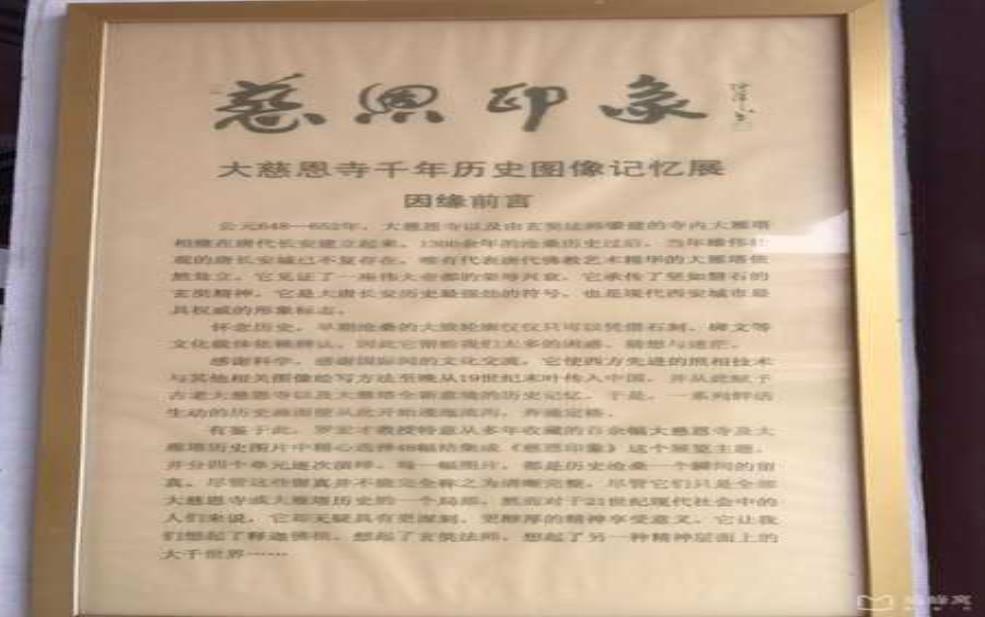 慈恩印象
大慈恩寺千年历史图像记忆展
因缘前言
公元648—652年，大慈恩寺以及由玄奘法师肇建的寺内大雁塔
相继在唐代长安建立起来。1300余年的沧桑历史过后，当年雄伟壮
观的唐长安城已不复存在，唯有代表唐代佛教艺术精华的大雁塔依
然耸立。它见证了一座伟大帝都的荣辱兴衰，它承传了坚如磐石的
玄奘精神，它是大唐长安历史最强劲的符号，也是现代西安城市最
具权威的形象标志。
怀念历史，早期沧桑的大致轮廓仅仅只可以凭借石刻、碑文等
文化载体依稀辨认，因此它留给我们太多的困惑、猜想与迷茫。
感谢科学，感谢国际间的文化交流，它使西方先进的照相技术
与其他相关图像绘写方法至晚从19世纪末叶传入中国，并从此赋予
古老大慈恩寺以及大雁塔全新意境的历史记忆。于是，一系列鲜活
生动的历史画面便从此开始
有鉴于此，罗宏才教授特意从多年收藏的百余幅大慈恩寺及大
雁塔历史图片中精心选择48幅结集成《慈恩印象》这个展览主题，
并分四个单元逐次演绎。每一幅图片，都是历史沧桑一个瞬间的留
真。尽管这些留真并不能完全称之为清晰完整，尽管它们只是全部
大慈恩寺或大雁塔历史的一个局部，然而对于21世纪现代社会中的
人们来说，它却无疑具有更深刻、更醇厚的精神享受意义。它让我
们想起了释迦佛祖，想起了玄奘法师，想起了另一种精神层面上的
大千世界……
蚂蜂窝